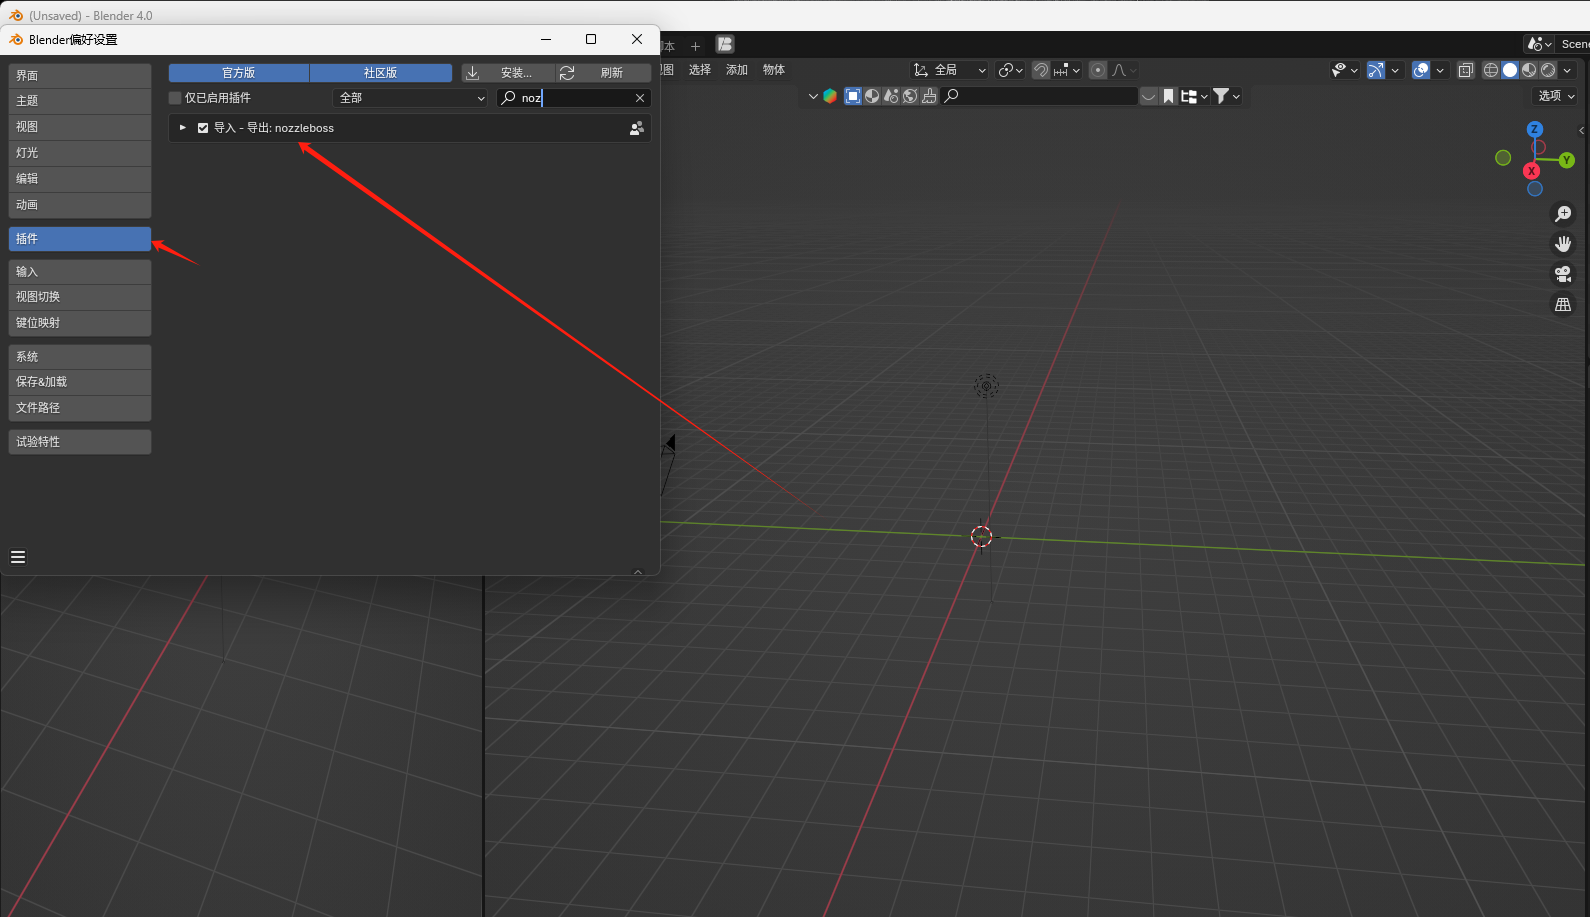 (Unsaved) - Blender 4.0
Blender偏好设置
界面
主题
视图
灯光
编辑
动画
插件
输入
视图切换
键位映射
系统
保存&加载
文件路径
试验特性
官方版 社区版 安装... 刷新
仅已启用插件 全部 noz
导入 - 导出: nozzleboss
本 +
图 选择 添加 物体 全局
Scene
选项
Z
Y
X